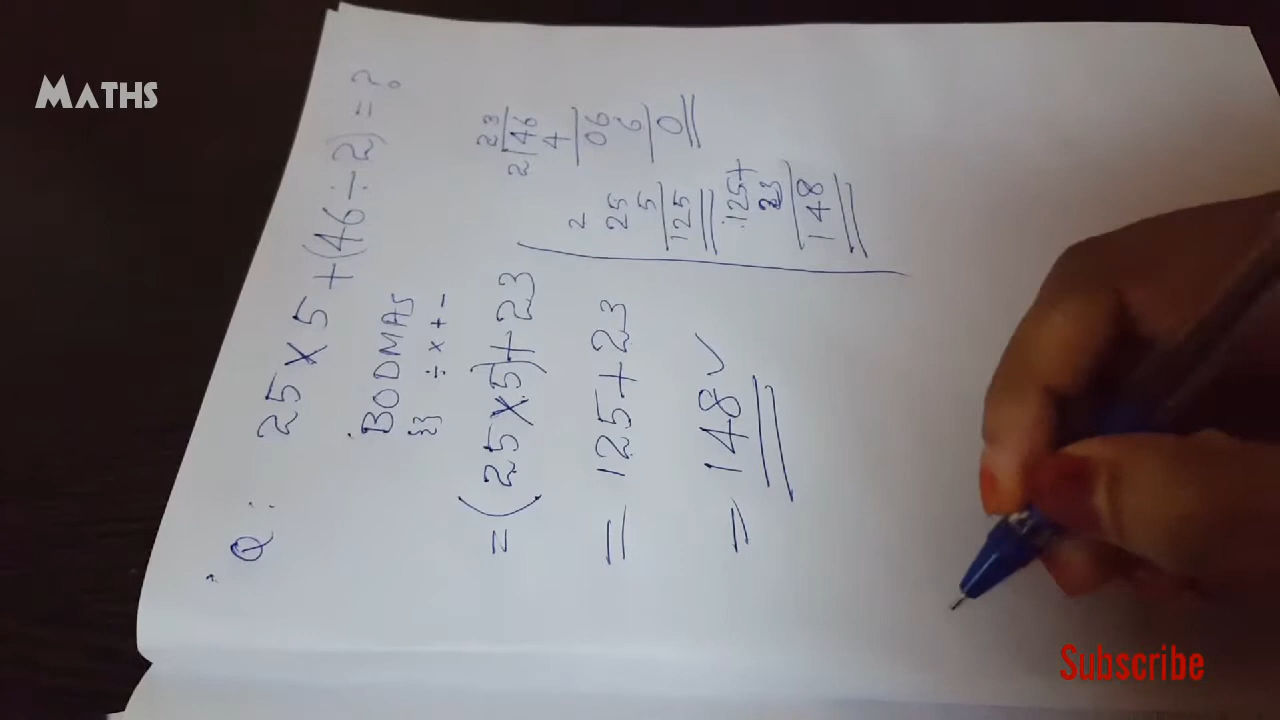 MATHS
Q: 25 × 5 + (46 ÷ 2) = ?
BODMAS
{} ÷ × + -
= (25 × 5) + 23
= 125 + 23
= 148 ✓
23
2|46
4
06
6
0
2
25
5
125
125+
23
148
Subscribe